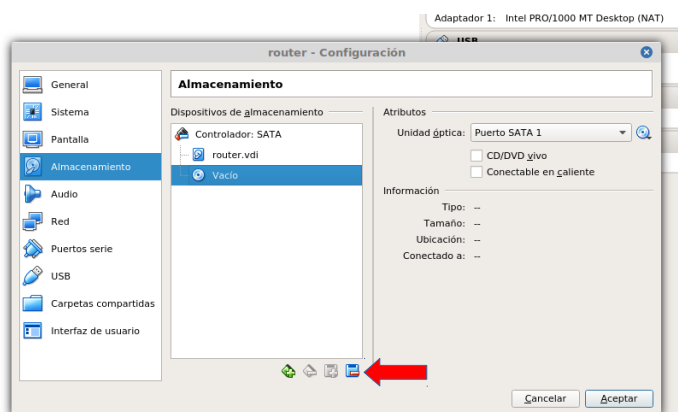 Adaptador 1: Intel PRO/1000 MT Desktop (NAT)
USB
router - Configuración
General
Sistema
Pantalla
Almacenamiento
Audio
Red
Puertos serie
USB
Carpetas compartidas
Interfaz de usuario
Almacenamiento
Dispositivos de almacenamiento
Controlador: SATA
router.vdi
Vacío
Atributos
Unidad óptica: Puerto SATA 1
CD/DVD vivo
Conectable en caliente
Información
Tipo: --
Tamaño: --
Ubicación: --
Conectado a: --
Cancelar Aceptar